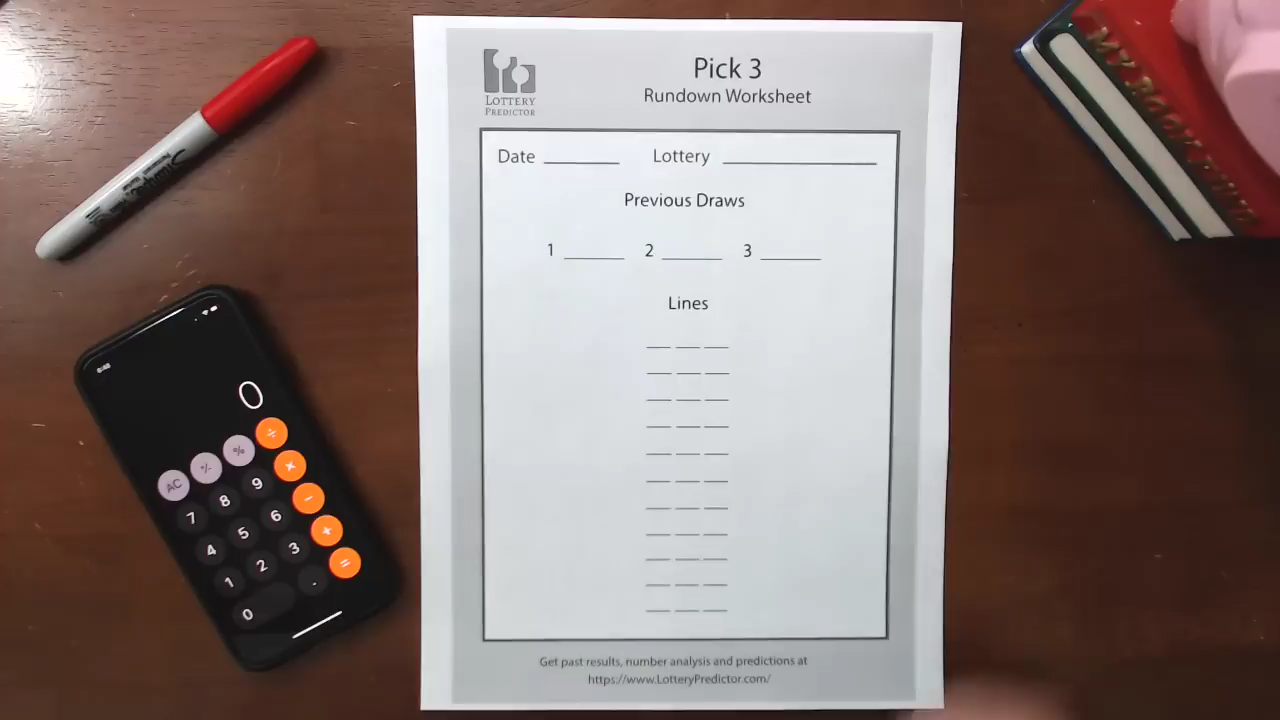 Pick 3
Rundown Worksheet
LOTTERY
PREDICTOR
Date Lottery
Previous Draws
1 2 3
Lines
Get past results, number analysis and predictions at
https://www.LotteryPredictor.com/
Sharpie
0
AC +/- % ÷
7 8 9 ×
4 5 6 −
1 2 3 +
0 . =